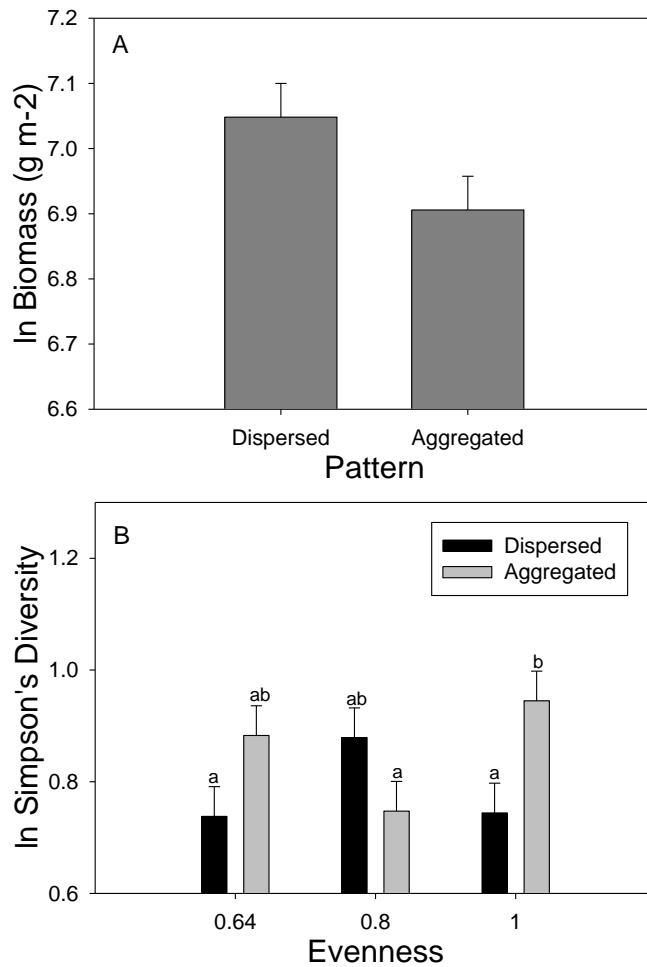 A
ln Biomass (g m-2)
7.2
7.1
7.0
6.9
6.8
6.7
6.6
Dispersed Aggregated
Pattern
B
ln Simpson's Diversity
Dispersed
Aggregated
1.2
1.0
0.8
0.6
a ab ab a a b
0.64 0.8 1
Evenness